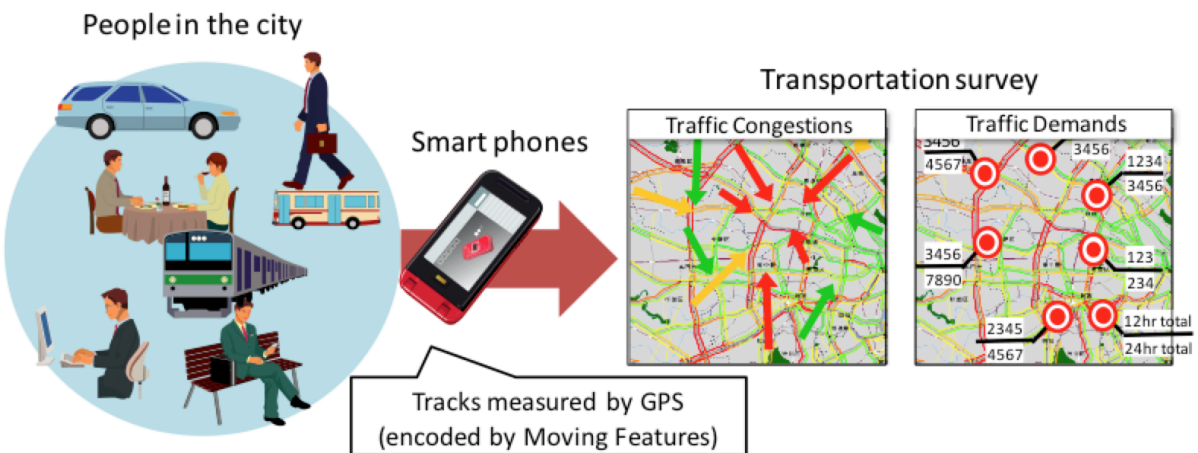 People in the city
Smart phones
Tracks measured by GPS
(encoded by Moving Features)
Transportation survey
Traffic Congestions
Traffic Demands
3456
4567
3456
1234
3456
3456
7890
123
234
2345
4567
12hr total
24hr total